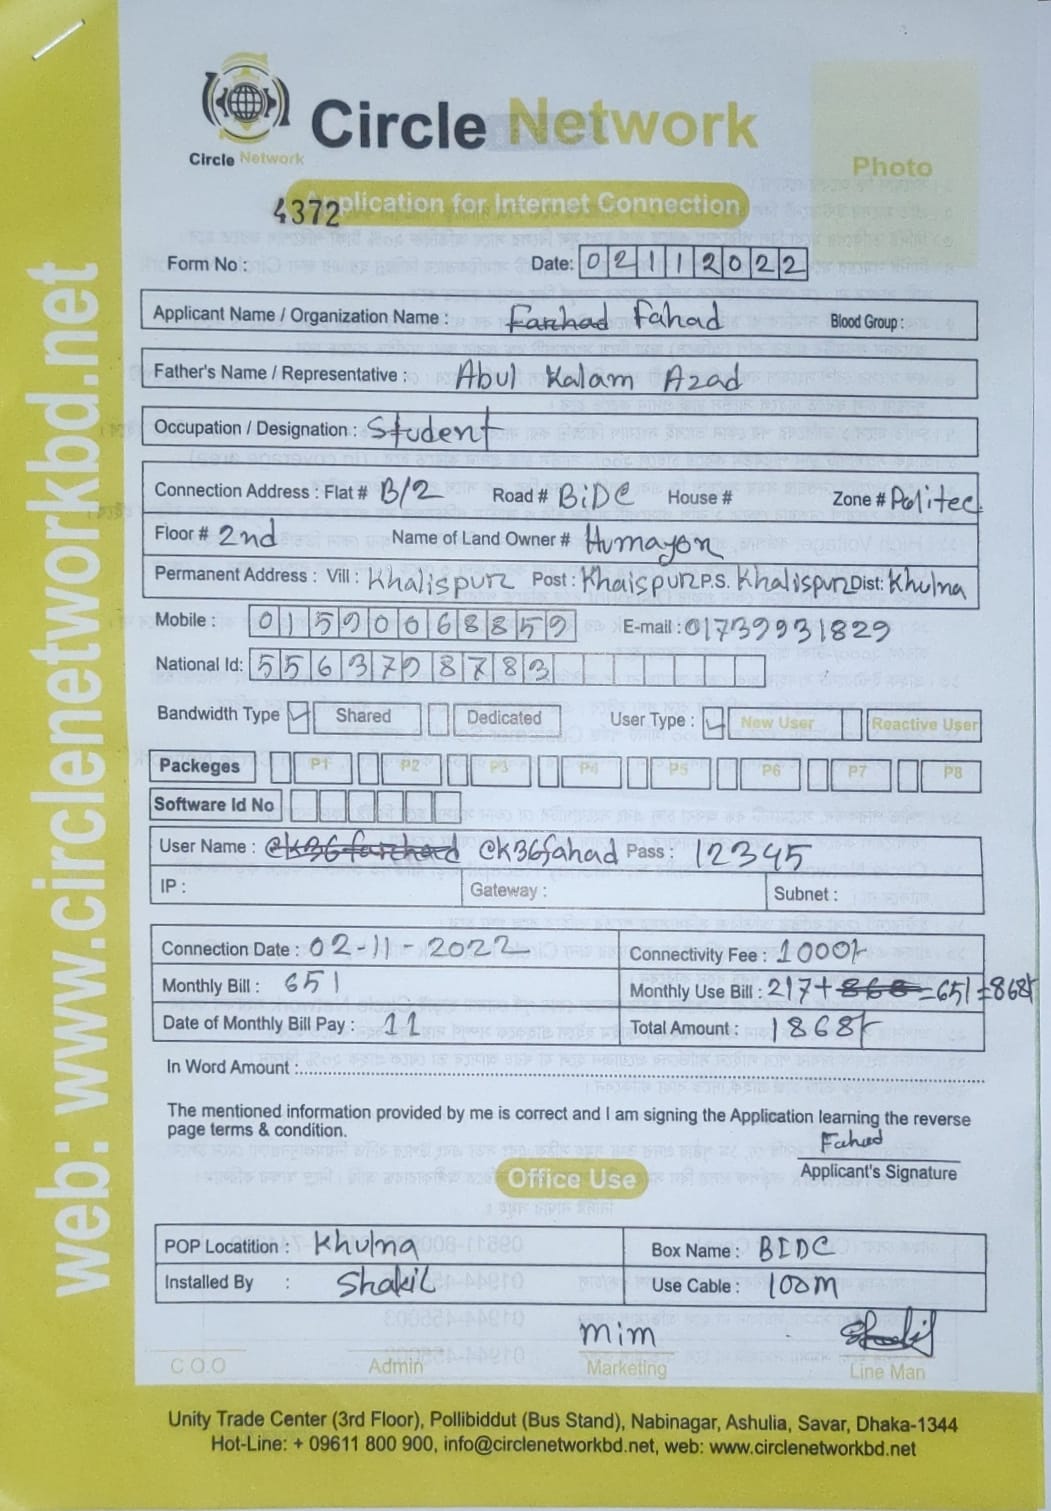 Circle Network
Circle Network
Photo
Application for Internet Connection
4372
Form No :
Date: 02112022
Applicant Name / Organization Name : Farhad Fahad Blood Group :
Father's Name / Representative : Abul Kalam Azad
Occupation / Designation : Student
Connection Address : Flat # B/2 Road # BiDC House # Zone # Politec
Floor # 2nd Name of Land Owner # Humayon
Permanent Address : Vill : Khalispur Post : Khaispur P.S. Khalispur Dist: Khulna
Mobile : 01590068859 E-mail : 01739931829
National Id: 5563798783
Bandwidth Type Shared Dedicated User Type : New User Reactive User
Packeges P1 P2 P3 P4 P5 P6 P7 P8
Software Id No
User Name : @k36farhad @k36fahad Pass : 12345
IP : Gateway : Subnet :
Connection Date : 02-11-2022 Connectivity Fee : 1000/-
Monthly Bill : 651 Monthly Use Bill : 217+868=651=868/-
Date of Monthly Bill Pay : 11 Total Amount : 1868/-
In Word Amount :
The mentioned information provided by me is correct and I am signing the Application learning the reverse
page terms & condition.
Fahad
Applicant's Signature
Office Use
POP Locatition : Khulna Box Name : BIDC
Installed By : Shakil Use Cable : 100M
mim Shakil
C.O.O Admin Marketing Line Man
Unity Trade Center (3rd Floor), Pollibiddut (Bus Stand), Nabinagar, Ashulia, Savar, Dhaka-1344
Hot-Line: + 09611 800 900, info@circlenetworkbd.net, web: www.circlenetworkbd.net
web: www.circlenetworkbd.net